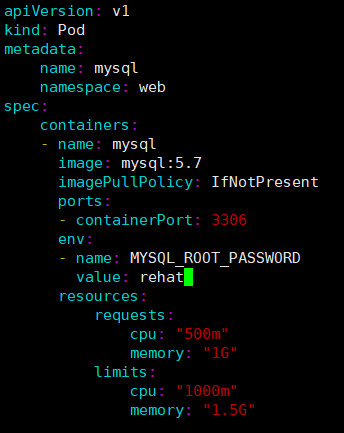 apiVersion: v1
kind: Pod
metadata:
    name: mysql
    namespace: web
spec:
    containers:
    - name: mysql
      image: mysql:5.7
      imagePullPolicy: IfNotPresent
      ports:
      - containerPort: 3306
      env:
      - name: MYSQL_ROOT_PASSWORD
        value: rehat
      resources:
          requests:
              cpu: "500m"
              memory: "1G"
          limits:
              cpu: "1000m"
              memory: "1.5G"